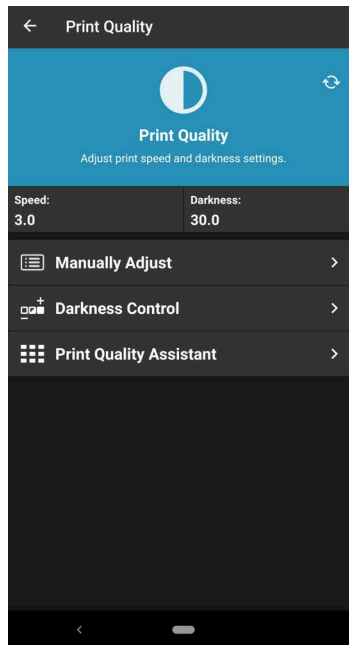 Print Quality
Print Quality
Adjust print speed and darkness settings.
Speed:
3.0
Darkness:
30.0
Manually Adjust
Darkness Control
Print Quality Assistant